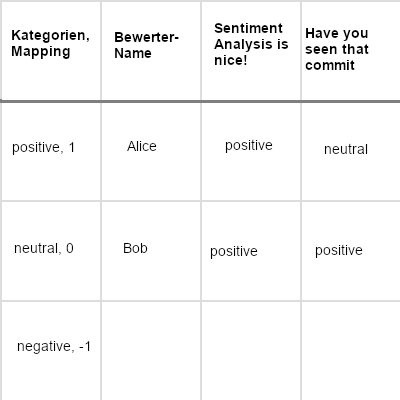 Kategorien,
Mapping
Bewerter-
Name
Sentiment
Analysis is
nice!
Have you
seen that
commit
positive, 1
Alice
positive
neutral
neutral, 0
Bob
positive
positive
negative, -1